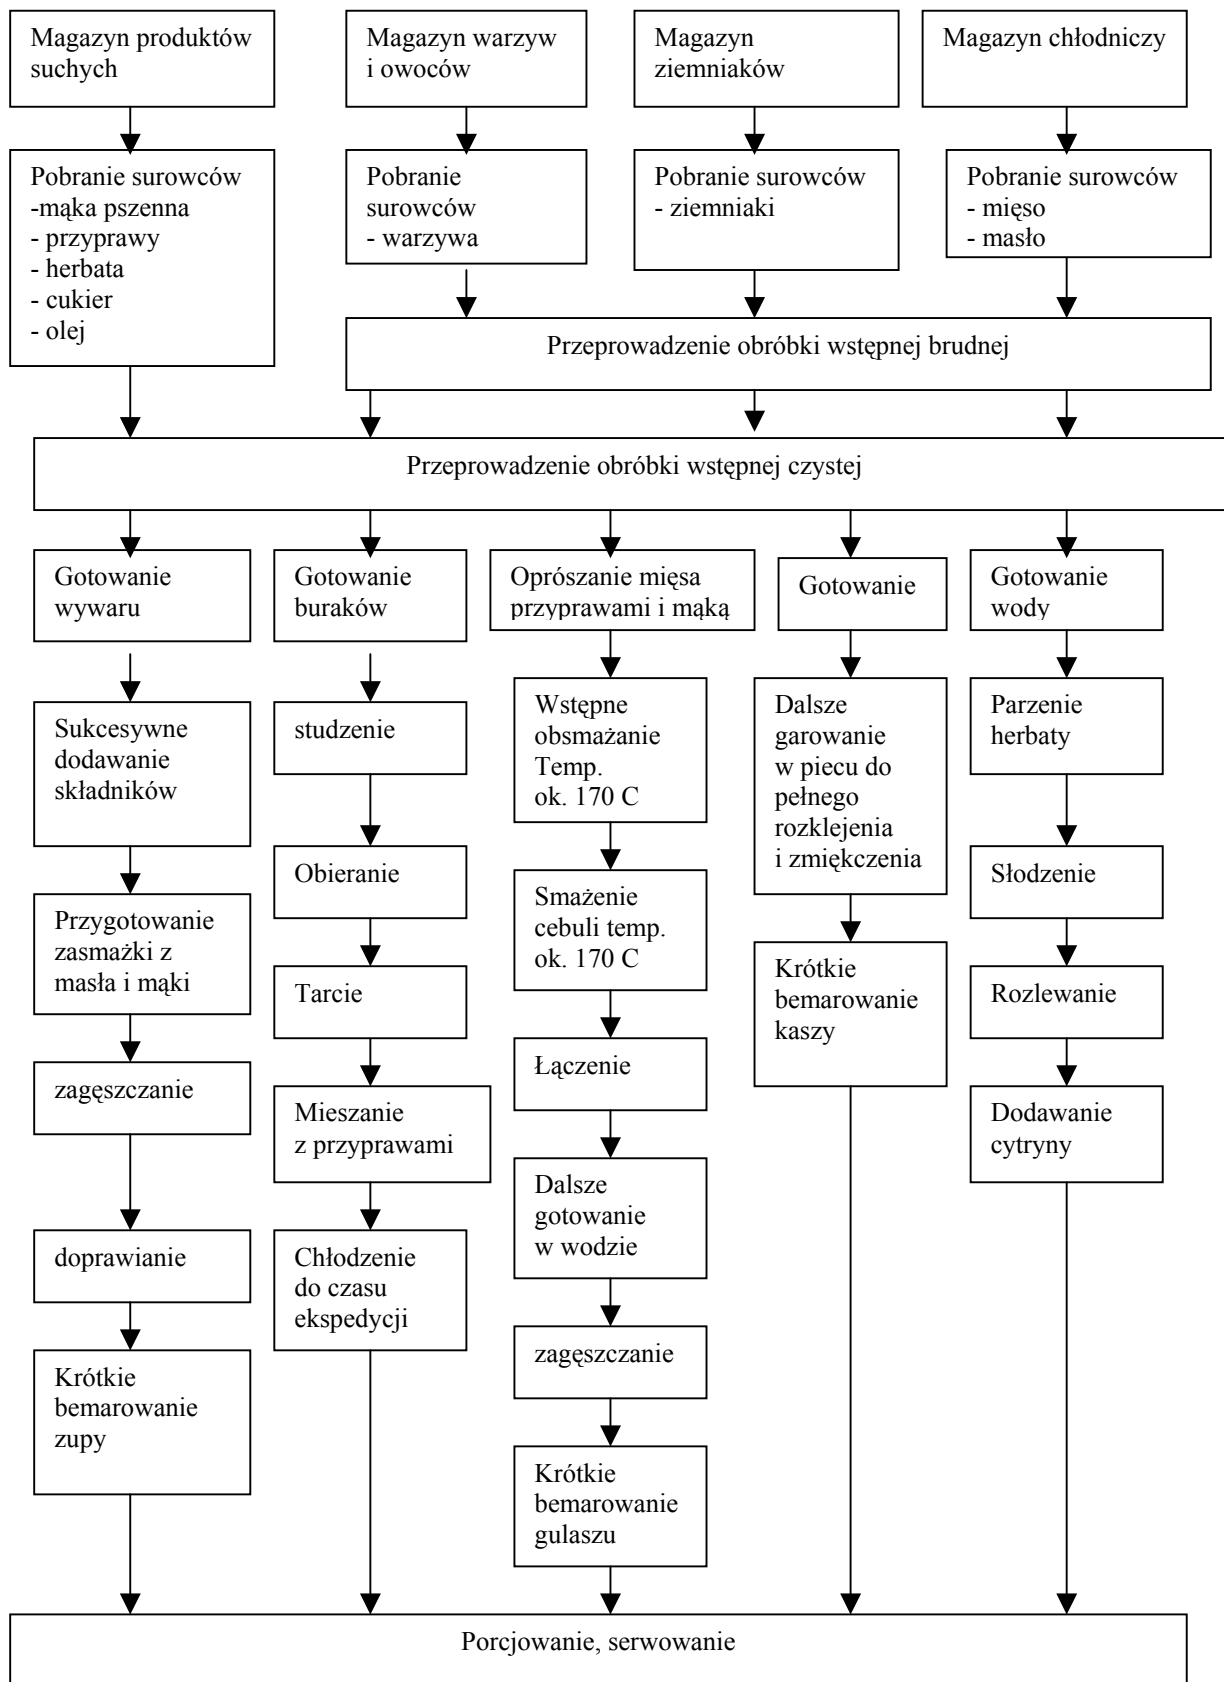 Magazyn produktów
suchych
Magazyn warzyw
i owoców
Magazyn
ziemniaków
Magazyn chłodniczy
Pobranie surowców
-mąka pszenna
- przyprawy
- herbata
- cukier
- olej
Pobranie
surowców
- warzywa
Pobranie surowców
- ziemniaki
Pobranie surowców
- mięso
- masło
Przeprowadzenie obróbki wstępnej brudnej
Przeprowadzenie obróbki wstępnej czystej
Gotowanie
wywaru
Sukcesywne
dodawanie
składników
Przygotowanie
zasmażki z
masła i mąki
zagęszczanie
doprawianie
Krótkie
bemarowanie
zupy
Gotowanie
buraków
studzenie
Obieranie
Tarcie
Mieszanie
z przyprawami
Chłodzenie
do czasu
ekspedycji
Oprószanie mięsa
przyprawami i mąką
Wstępne
obsmażanie
Temp.
ok. 170 C
Smażenie
cebuli temp.
ok. 170 C
Łączenie
Dalsze
gotowanie
w wodzie
zagęszczanie
Krótkie
bemarowanie
gulaszu
Gotowanie
Dalsze
garowanie
w piecu do
pełnego
rozklejenia
i zmiękczenia
Krótkie
bemarowanie
kaszy
Gotowanie
wody
Parzenie
herbaty
Słodzenie
Rozlewanie
Dodawanie
cytryny
Porcjowanie, serwowanie